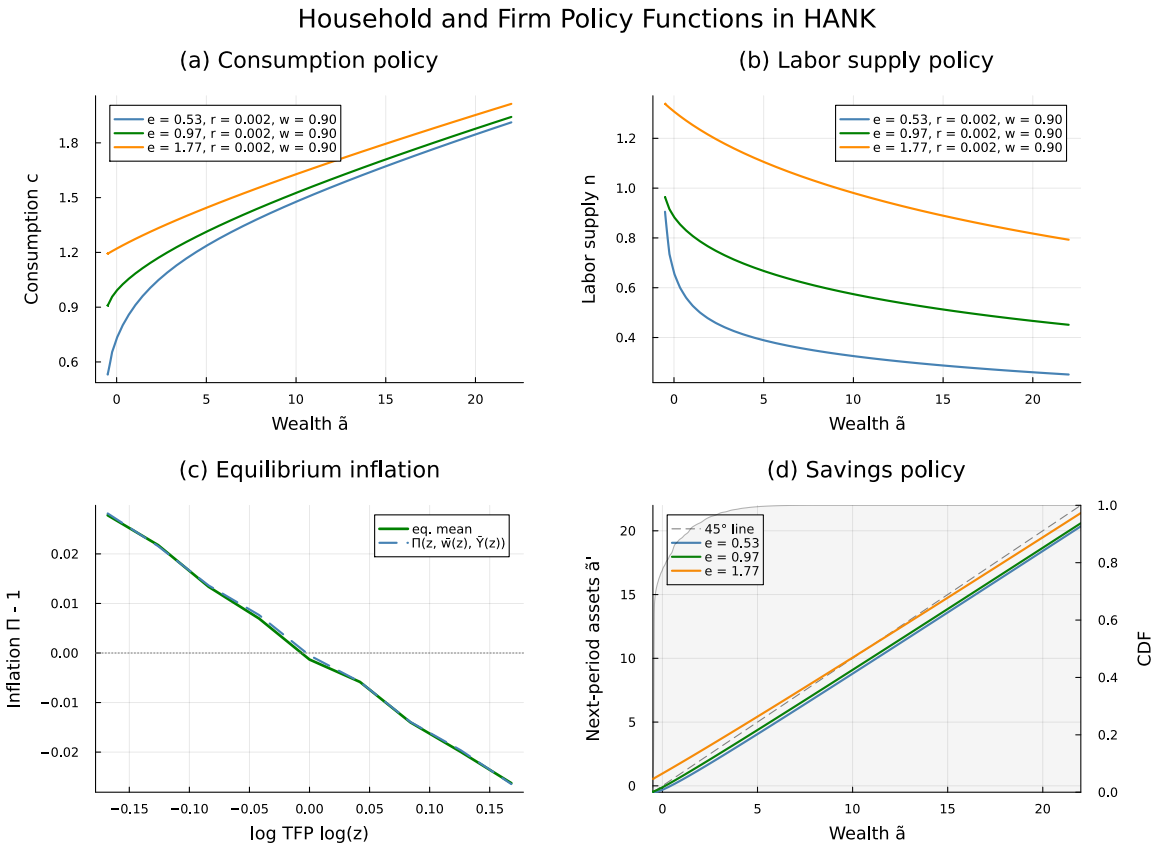 Household and Firm Policy Functions in HANK
(a) Consumption policy
e = 0.53, r = 0.002, w = 0.90
e = 0.97, r = 0.002, w = 0.90
e = 1.77, r = 0.002, w = 0.90
Consumption c
1.8
1.5
1.2
0.9
0.6
0 5 10 15 20
Wealth ã
(b) Labor supply policy
e = 0.53, r = 0.002, w = 0.90
e = 0.97, r = 0.002, w = 0.90
e = 1.77, r = 0.002, w = 0.90
Labor supply n
1.2
1.0
0.8
0.6
0.4
0 5 10 15 20
Wealth ã
(c) Equilibrium inflation
eq. mean
Π(z, w̄(z), Ȳ(z))
Inflation Π - 1
0.02
0.01
0.00
−0.01
−0.02
−0.15 −0.10 −0.05 0.00 0.05 0.10 0.15
log TFP log(z)
(d) Savings policy
45° line
e = 0.53
e = 0.97
e = 1.77
Next-period assets ã'
20
15
10
5
0
0 5 10 15 20
Wealth ã
1.0
0.8
0.6
0.4
0.2
0.0
CDF